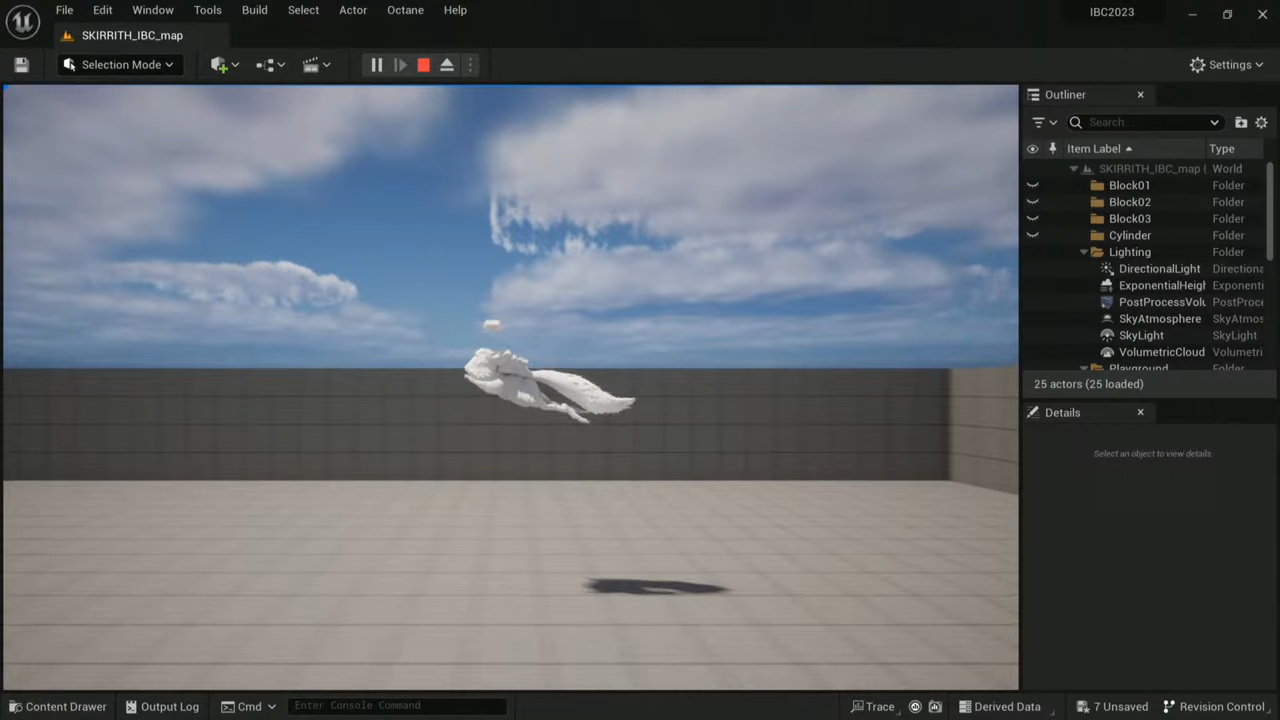 File Edit Window Tools Build Select Actor Octane Help
IBC2023
SKIRRITH_IBC_map
Selection Mode
Settings
Outliner
Search...
Item Label Type
SKIRRITH_IBC_map ( World
Block01 Folder
Block02 Folder
Block03 Folder
Cylinder Folder
Lighting Folder
DirectionalLight Directiona
ExponentialHeigh Exponenti
PostProcessVolu PostProce
SkyAtmosphere SkyAtmos
SkyLight SkyLight
VolumetricCloud Volumetri
Playground Folder
25 actors (25 loaded)
Details
Select an object to view details.
Content Drawer Output Log Cmd Enter Console Command Trace Derived Data 7 Unsaved Revision Control